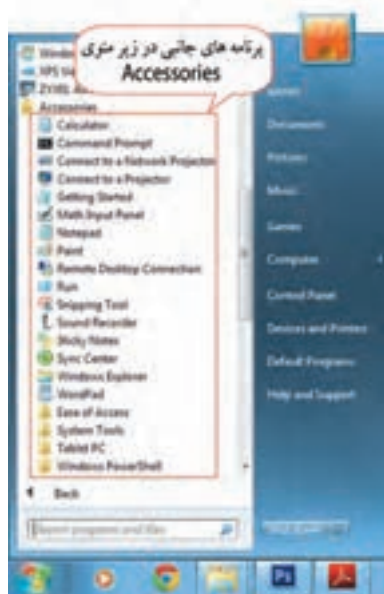 برنامه های جانبی در زیر منوی
Accessories
Windows
XPS
Accessories
Calculator
Command Prompt
Connect to a Network Projector
Connect to a Projector
Getting Started
Math Input Panel
Notepad
Paint
Remote Desktop Connection
Run
Snipping Tool
Sound Recorder
Sticky Notes
Sync Center
Windows Explorer
WordPad
Ease of Access
System Tools
Tablet PC
Windows PowerShell
Back
Search programs and files
Documents
Pictures
Music
Games
Computer
Control Panel
Devices and Printers
Default Programs
Help and Support
Ps